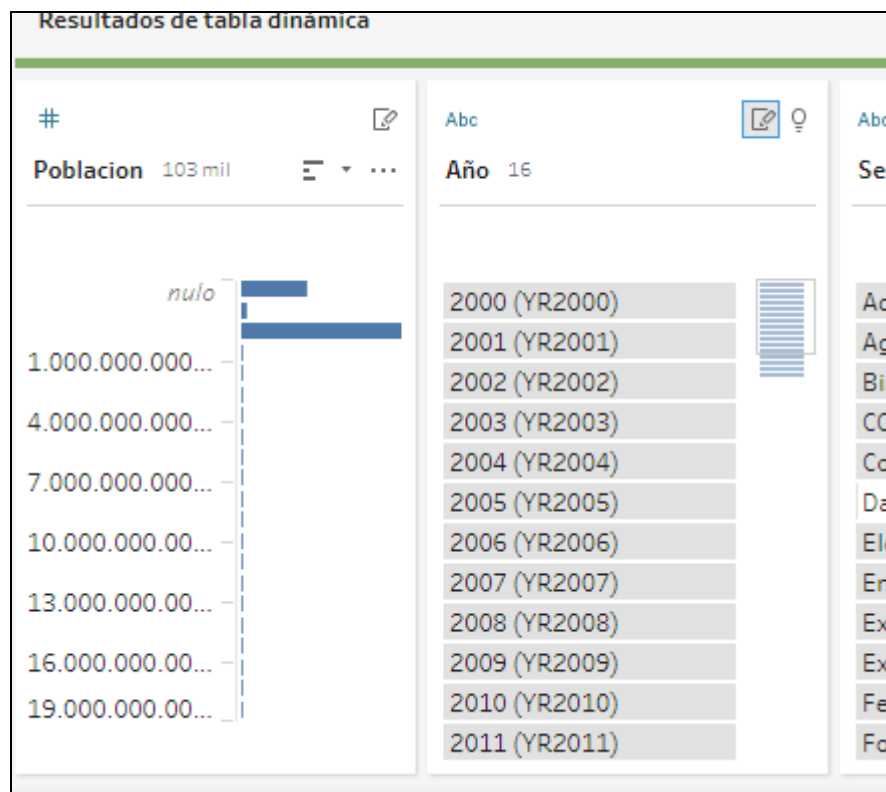 Resultados de tabla dinámica
#
Poblacion 103 mil
nulo
1.000.000.000...
4.000.000.000...
7.000.000.000...
10.000.000.00...
13.000.000.00...
16.000.000.00...
19.000.000.00...
Abc
Año 16
2000 (YR2000)
2001 (YR2001)
2002 (YR2002)
2003 (YR2003)
2004 (YR2004)
2005 (YR2005)
2006 (YR2006)
2007 (YR2007)
2008 (YR2008)
2009 (YR2009)
2010 (YR2010)
2011 (YR2011)
Abc